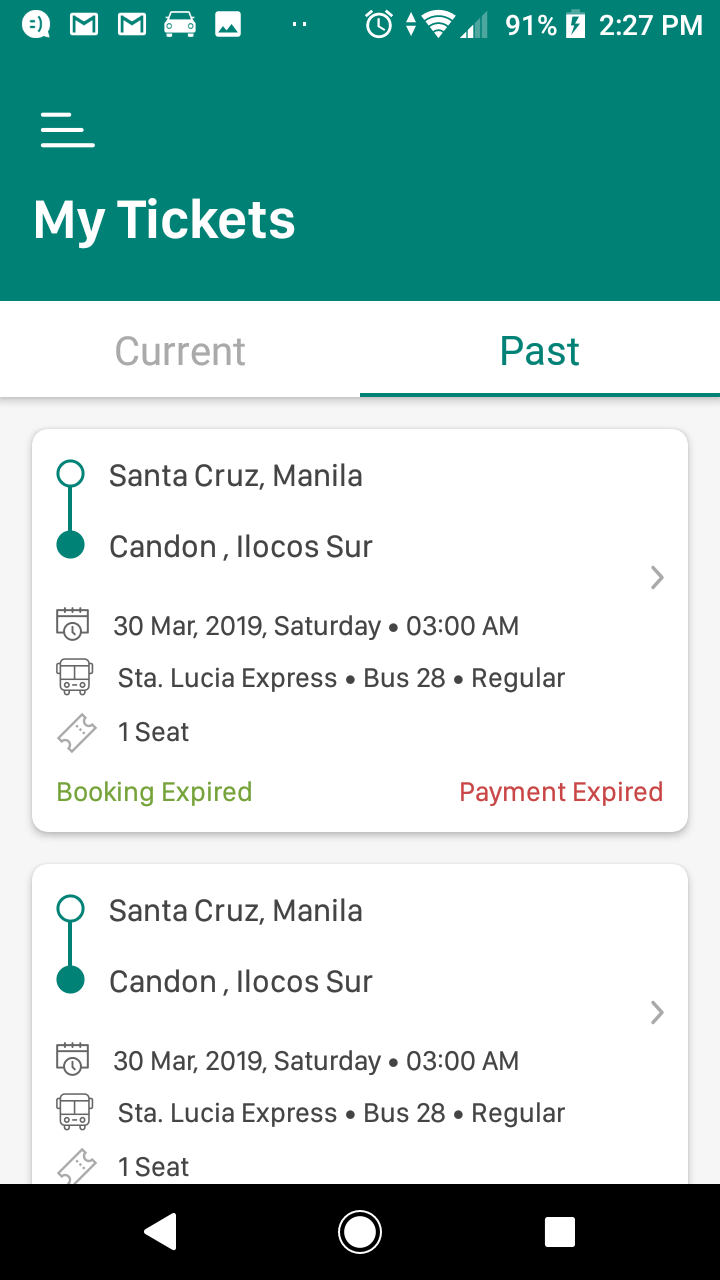 91% 2:27 PM
My Tickets
Current Past
Santa Cruz, Manila
Candon , Ilocos Sur
30 Mar, 2019, Saturday • 03:00 AM
Sta. Lucia Express • Bus 28 • Regular
1 Seat
Booking Expired Payment Expired
Santa Cruz, Manila
Candon , Ilocos Sur
30 Mar, 2019, Saturday • 03:00 AM
Sta. Lucia Express • Bus 28 • Regular
1 Seat